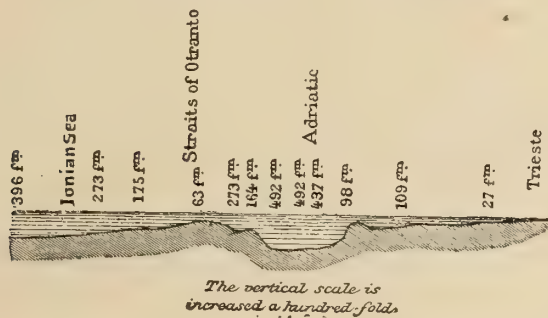 396 fm
Ionian Sea
273 fm
175 fm
Straits of Otranto
63 fm
273 fm
164 fm
492 fm
492 fm
Adriatic
437 fm
98 fm
109 fm
27 fm
Trieste
The vertical scale is
increased a hundred-fold,